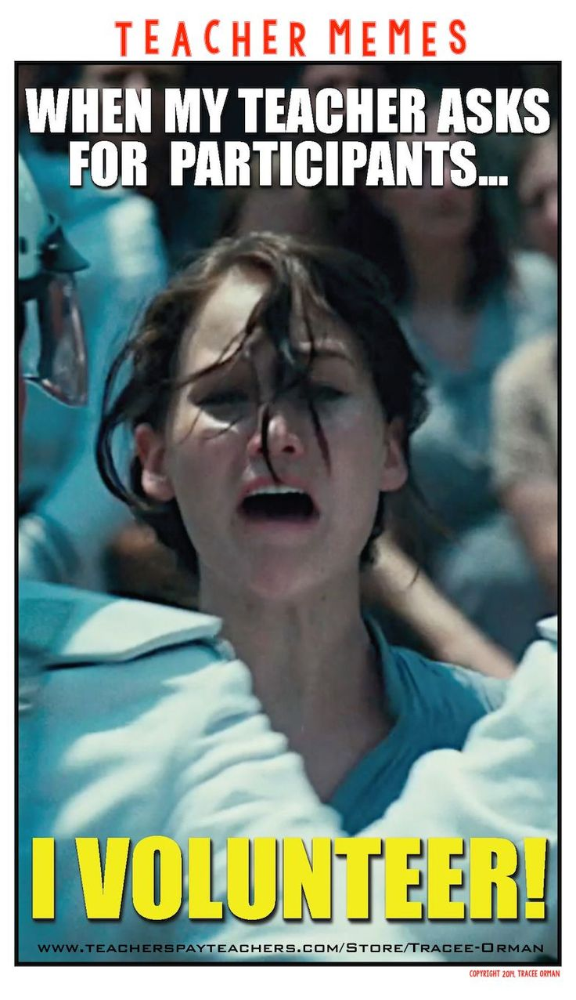 TEACHER MEMES
WHEN MY TEACHER ASKS
FOR PARTICIPANTS...
I VOLUNTEER!
WWW.TEACHERSPAYTEACHERS.COM/STORE/TRACEE-ORMAN
COPYRIGHT 2014, TRACEE ORMAN